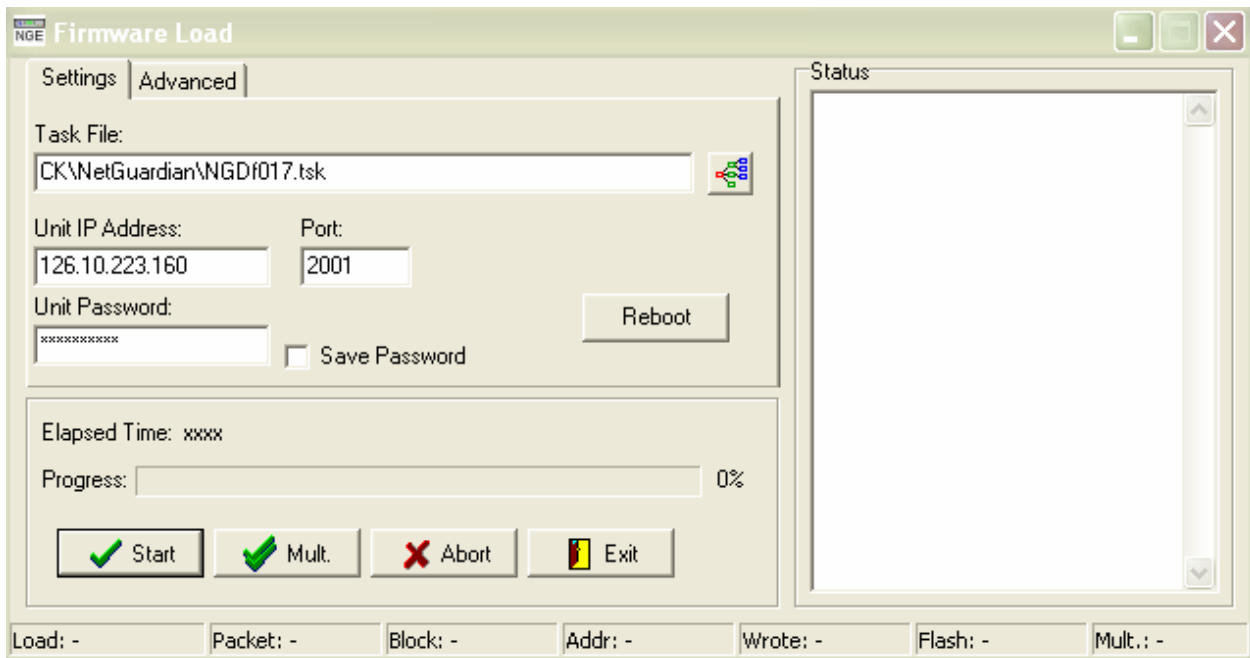 NGE Firmware Load
Settings Advanced
Task File:
CK\NetGuardian\NGDf017.tsk
Unit IP Address: Port:
126.10.223.160 2001
Unit Password:
xxxxxxxxxx
Save Password
Reboot
Elapsed Time: xxxx
Progress: 0%
Start Mult. Abort Exit
Status
Load: - Packet: - Block: - Addr: - Wrote: - Flash: - Mult.: -